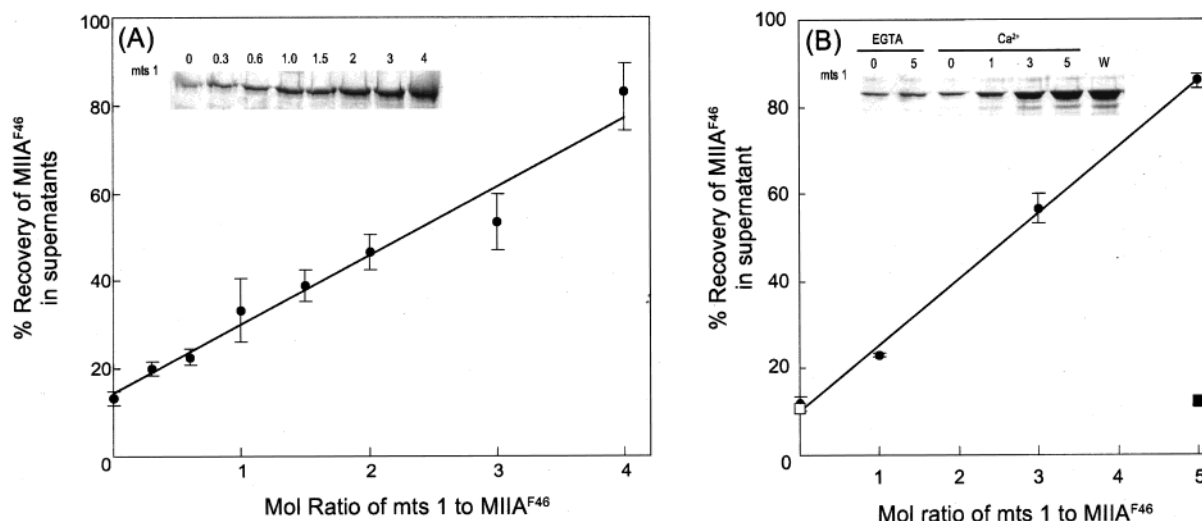 (A)
0 0.3 0.6 1.0 1.5 2 3 4
mts 1
100
80
60
40
20
0
1 2 3 4
% Recovery of MIIA^F46
in supernatants
Mol Ratio of mts 1 to MIIA^F46
(B)
EGTA Ca²⁺
mts 1 0 5 0 1 3 5 W
100
80
60
40
20
0
1 2 3 4 5
% Recovery of MIIA^F46
in supernatant
Mol ratio of mts 1 to MIIA^F46